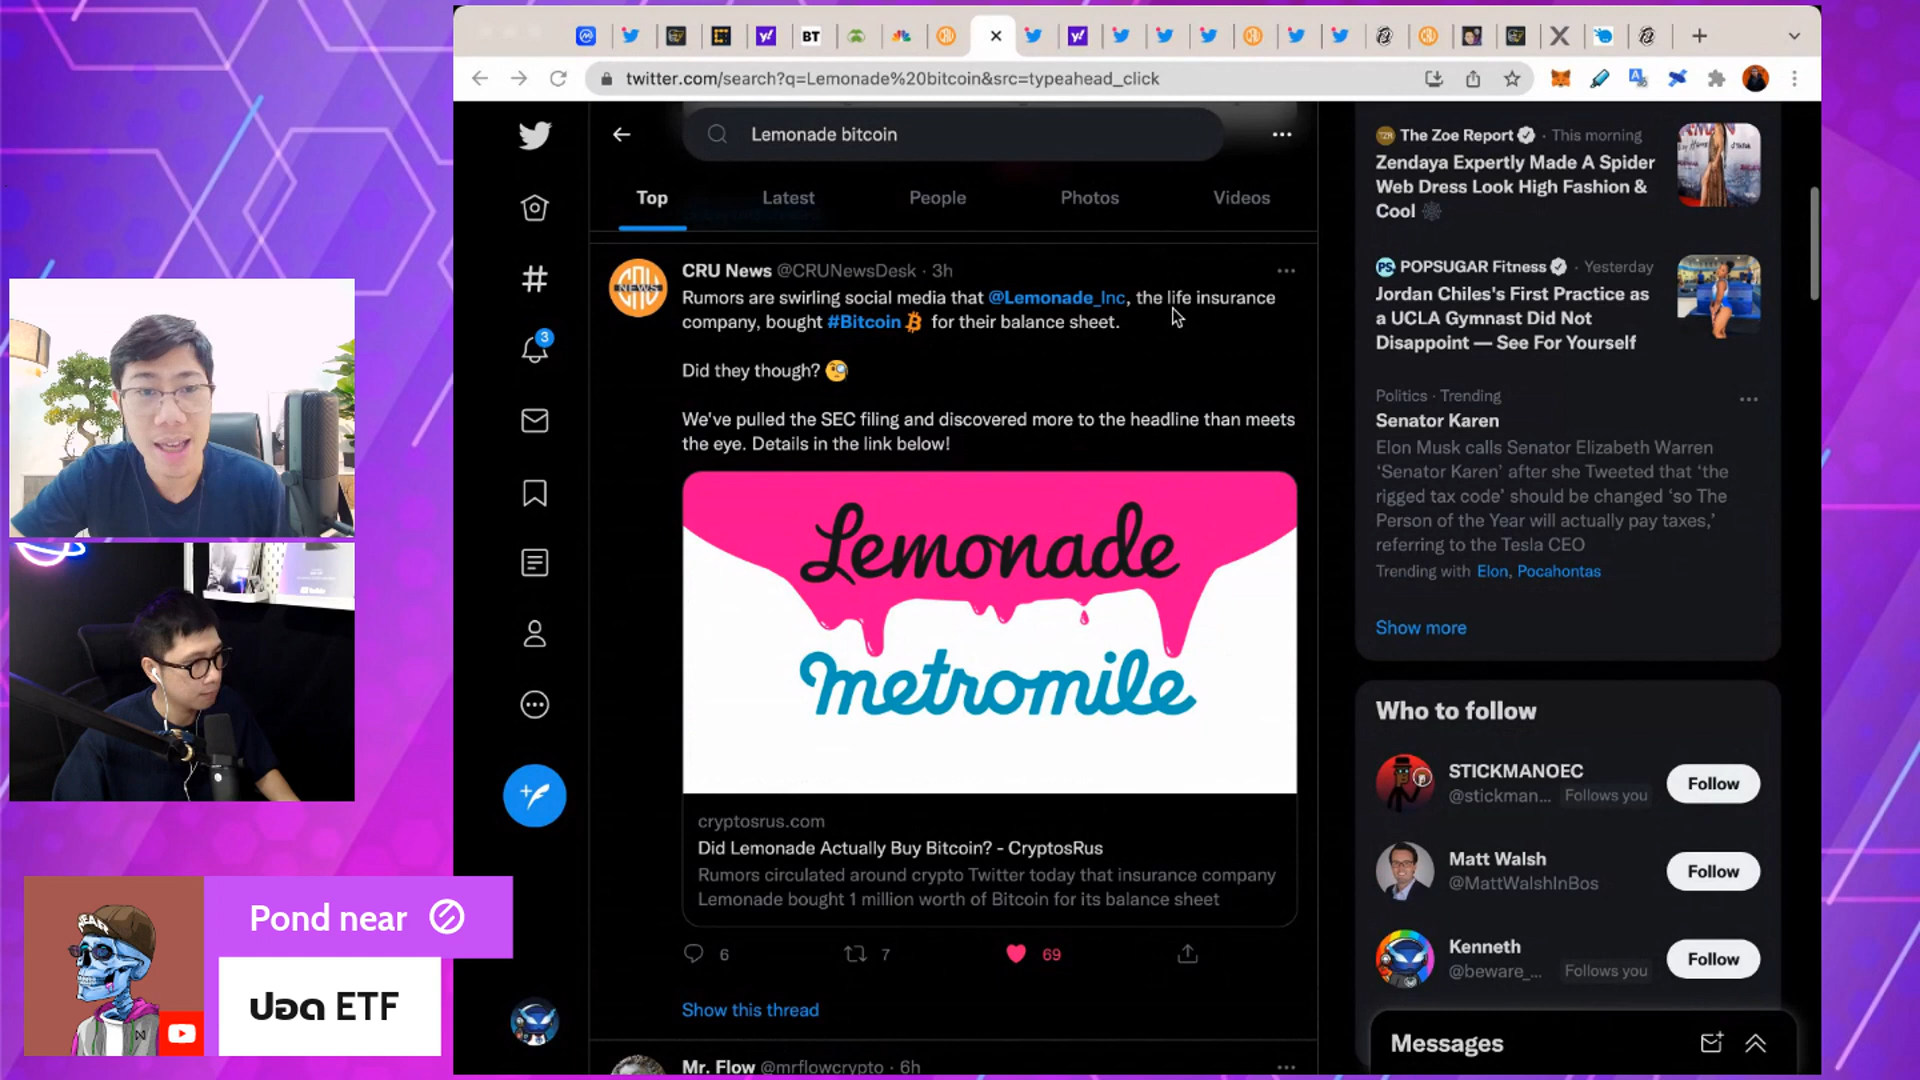 BT
twitter.com/search?q=Lemonade%20bitcoin&src=typeahead_click
Lemonade bitcoin
Top
Latest
People
Photos
Videos
3
CRU News @CRUNewsDesk · 3h
Rumors are swirling social media that @Lemonade_Inc, the life insurance
company, bought #Bitcoin for their balance sheet.
Did they though? 🧐
We've pulled the SEC filing and discovered more to the headline than meets
the eye. Details in the link below!
Lemonade
metromile
cryptosrus.com
Did Lemonade Actually Buy Bitcoin? - CryptosRus
Rumors circulated around crypto Twitter today that insurance company
Lemonade bought 1 million worth of Bitcoin for its balance sheet
6
7
69
Show this thread
Mr. Flow @mrflowcrypto · 6h
The Zoe Report · This morning
Zendaya Expertly Made A Spider
Web Dress Look High Fashion &
Cool 🕸
POPSUGAR Fitness · Yesterday
Jordan Chiles's First Practice as
a UCLA Gymnast Did Not
Disappoint — See For Yourself
Politics · Trending
Senator Karen
Elon Musk calls Senator Elizabeth Warren
‘Senator Karen’ after she Tweeted that ‘the
rigged tax code’ should be changed ‘so The
Person of the Year will actually pay taxes,’
referring to the Tesla CEO
Trending with Elon, Pocahontas
Show more
Who to follow
STICKMANOEC
@stickman... Follows you
Follow
Matt Walsh
@MattWalshInBos
Follow
Kenneth
@beware_... Follows you
Follow
Messages
Pond near
ปอด ETF